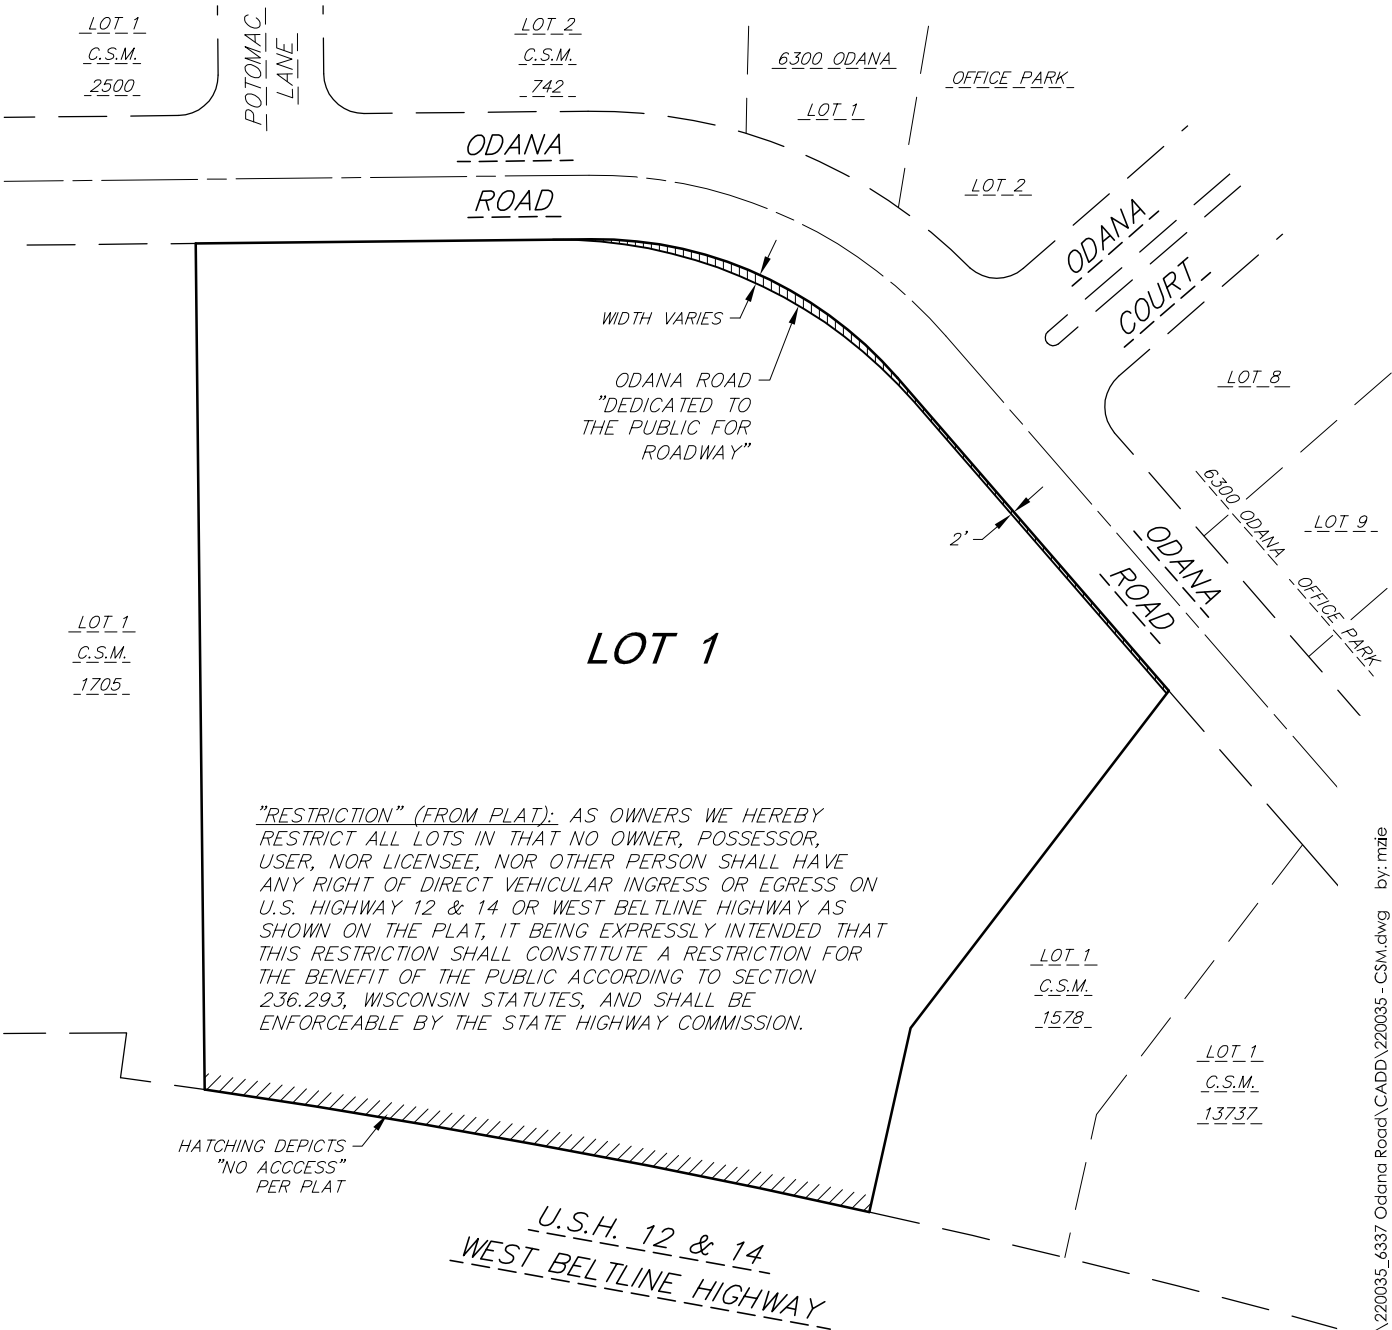 LOT 1
C.S.M.
2500
POTOMAC
LANE
LOT 2
C.S.M.
742
6300 ODANA
LOT 1
OFFICE PARK
LOT 2
ODANA
ROAD
ODANA
COURT
WIDTH VARIES
ODANA ROAD
"DEDICATED TO
THE PUBLIC FOR
ROADWAY"
LOT 8
6300 ODANA
OFFICE PARK
LOT 9
2'
ODANA
ROAD
LOT 1
C.S.M.
1705
LOT 1
"RESTRICTION" (FROM PLAT): AS OWNERS WE HEREBY
RESTRICT ALL LOTS IN THAT NO OWNER, POSSESSOR,
USER, NOR LICENSEE, NOR OTHER PERSON SHALL HAVE
ANY RIGHT OF DIRECT VEHICULAR INGRESS OR EGRESS ON
U.S. HIGHWAY 12 & 14 OR WEST BELTLINE HIGHWAY AS
SHOWN ON THE PLAT, IT BEING EXPRESSLY INTENDED THAT
THIS RESTRICTION SHALL CONSTITUTE A RESTRICTION FOR
THE BENEFIT OF THE PUBLIC ACCORDING TO SECTION
236.293, WISCONSIN STATUTES, AND SHALL BE
ENFORCEABLE BY THE STATE HIGHWAY COMMISSION.
LOT 1
C.S.M.
1578
LOT 1
C.S.M.
13737
HATCHING DEPICTS
"NO ACCCESS"
PER PLAT
U.S.H. 12 & 14
WEST BELTLINE HIGHWAY
\220035_6337 Odana Road\CADD\220035 - CSM.dwg by: mzie